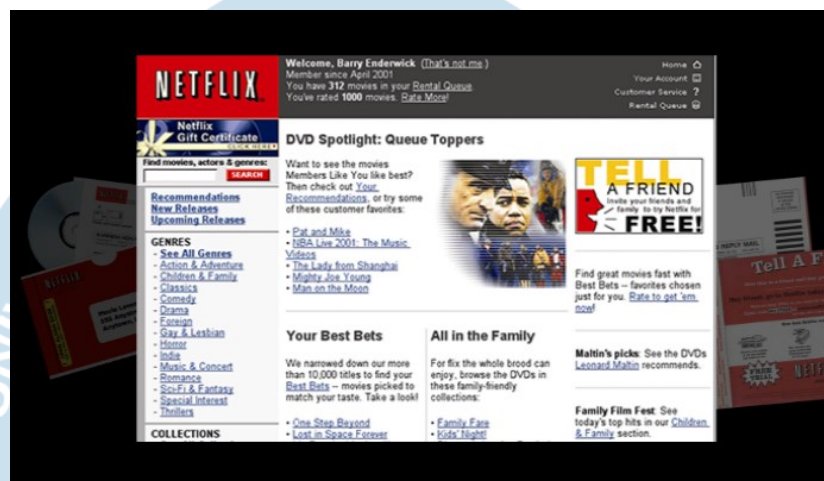 NETFLIX
Welcome, Barry Enderwick (That's not me.)
Member since April 2001
You have 312 movies in your Rental Queue.
You've rated 1000 movies. Rate More!
Home
Your Account
Customer Service ?
Rental Queue
Netflix
Gift Certificate
CLICK HERE
Find movies, actors & genres:
SEARCH
Recommendations
New Releases
Upcoming Releases
GENRES
- See All Genres
- Action & Adventure
- Children & Family
- Classics
- Comedy
- Drama
- Foreign
- Gay & Lesbian
- Horror
- Indie
- Music & Concert
- Romance
- Sci-Fi & Fantasy
- Special Interest
- Thrillers
COLLECTIONS
DVD Spotlight: Queue Toppers
Want to see the movies
Members Like You like best?
Then check out Your
Recommendations, or try some
of these customer favorites:
• Pat and Mike
• NBA Live 2001: The Music
Videos
• The Lady from Shanghai
• Mighty Joe Young
• Man on the Moon
TELL
A FRIEND
Invite your friends and
family to try Netflix for
FREE!
Find great movies fast with
Best Bets -- favorites chosen
just for you. Rate to get 'em
now!
Your Best Bets
We narrowed down our more
than 10,000 titles to find your
Best Bets -- movies picked to
match your taste. Take a look!
• One Step Beyond
• Lost in Space Forever
All in the Family
For flix the whole brood can
enjoy, browse the DVDs in
these family-friendly
collections:
• Family Fare
• Kids' Night!
Maltin's picks: See the DVDs
Leonard Maltin recommends.
Family Film Fest: See
today's top hits in our Children
& Family section.
NETFLIX
REPLY MAIL
Tell A F
FREE
TRIAL
NETF